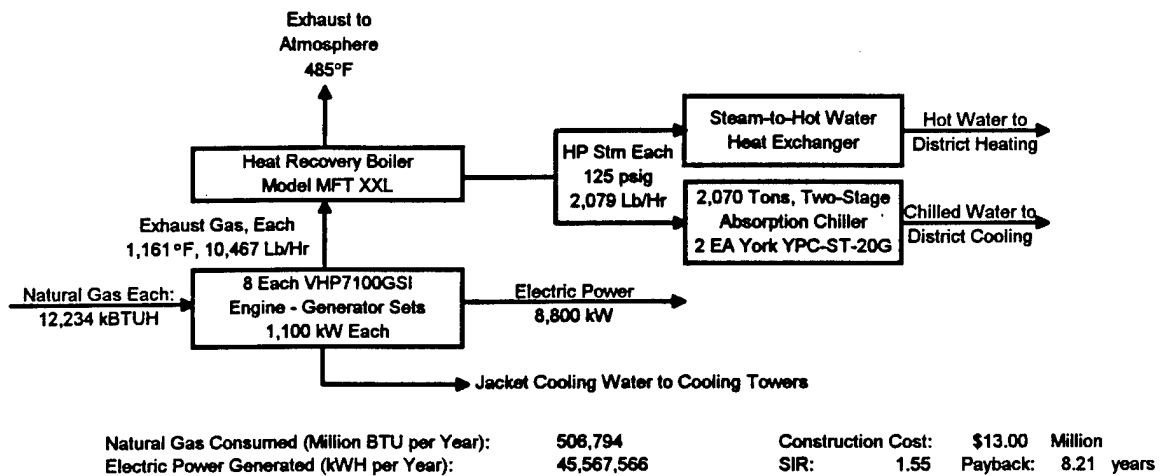 Exhaust to
Atmosphere
485°F
Heat Recovery Boiler
Model MFT XXL
HP Stm Each
125 psig
2,079 Lb/Hr
Steam-to-Hot Water
Heat Exchanger
Hot Water to
District Heating
2,070 Tons, Two-Stage
Absorption Chiller
2 EA York YPC-ST-20G
Chilled Water to
District Cooling
Exhaust Gas, Each
1,161°F, 10,467 Lb/Hr
Natural Gas Each:
12,234 kBTUH
8 Each VHP7100GSI
Engine - Generator Sets
1,100 kW Each
Electric Power
8,800 kW
Jacket Cooling Water to Cooling Towers
Natural Gas Consumed (Million BTU per Year): 506,794 Construction Cost: $13.00 Million
Electric Power Generated (kWH per Year): 45,567,566 SIR: 1.55 Payback: 8.21 years